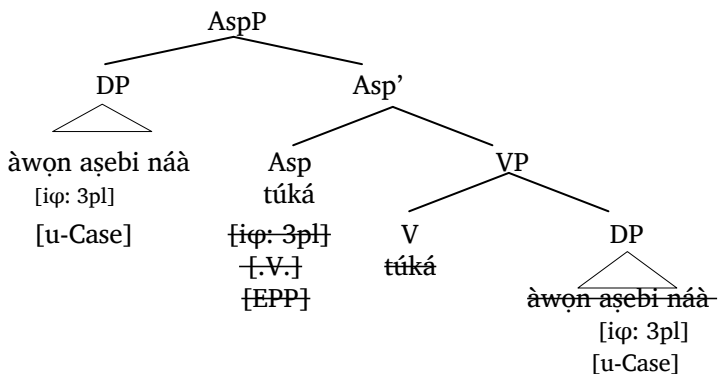 AspP
DP Asp’
àwọn aṣebi náà Asp VP
[iφ: 3pl] túká
[u-Case] [iφ: 3pl] V DP
[.V.] túká
[EPP] àwọn aṣebi náà
[iφ: 3pl]
[u-Case]